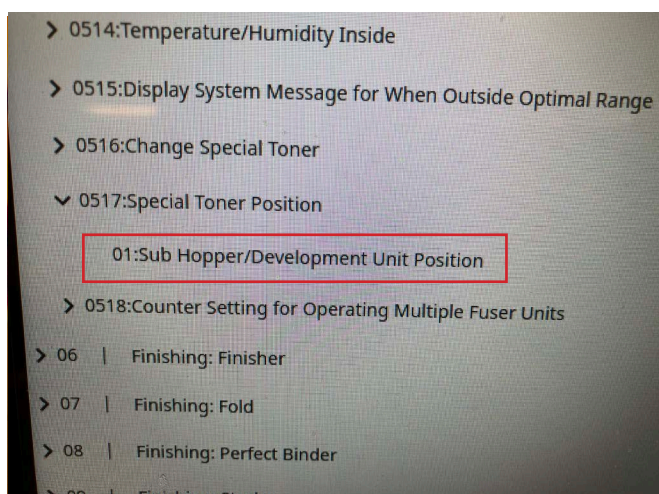 0514:Temperature/Humidity Inside
0515:Display System Message for When Outside Optimal Range
0516:Change Special Toner
0517:Special Toner Position
01:Sub Hopper/Development Unit Position
0518:Counter Setting for Operating Multiple Fuser Units
06 | Finishing: Finisher
07 | Finishing: Fold
08 | Finishing: Perfect Binder